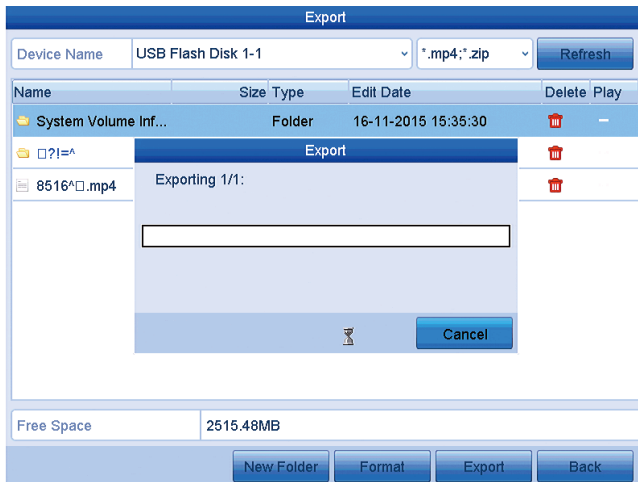 Export
Device Name USB Flash Disk 1-1 *.mp4;*.zip Refresh
Name Size Type Edit Date Delete Play
System Volume Inf... Folder 16-11-2015 15:35:30
□?!=^
8516^□.mp4
Export
Exporting 1/1:
Cancel
Free Space 2515.48MB
New Folder Format Export Back